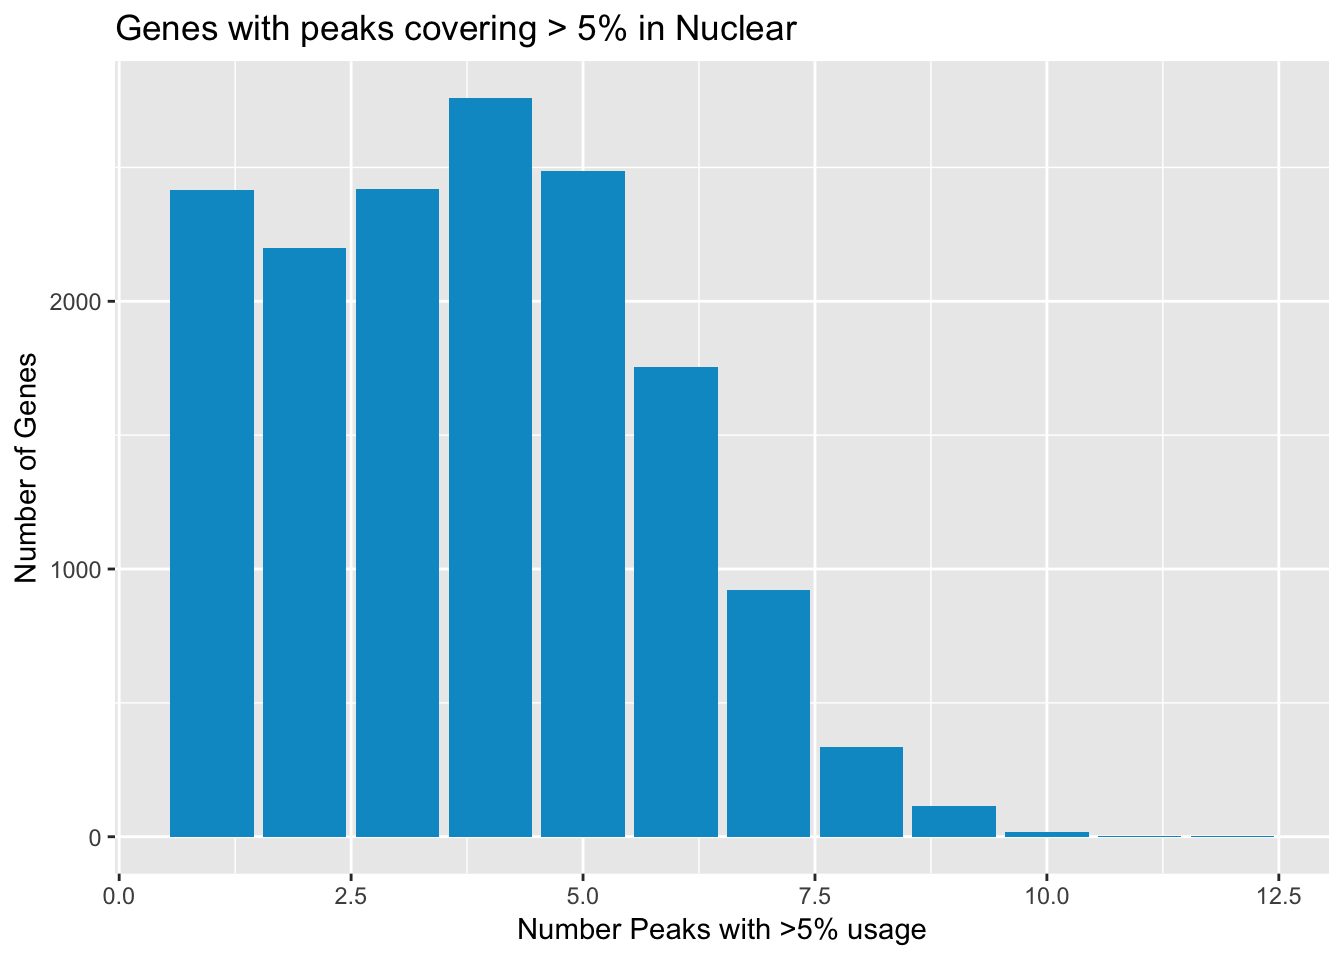 Genes with peaks covering > 5% in Nuclear
Number of Genes
2000
1000
0
0.0 2.5 5.0 7.5 10.0 12.5
Number Peaks with >5% usage